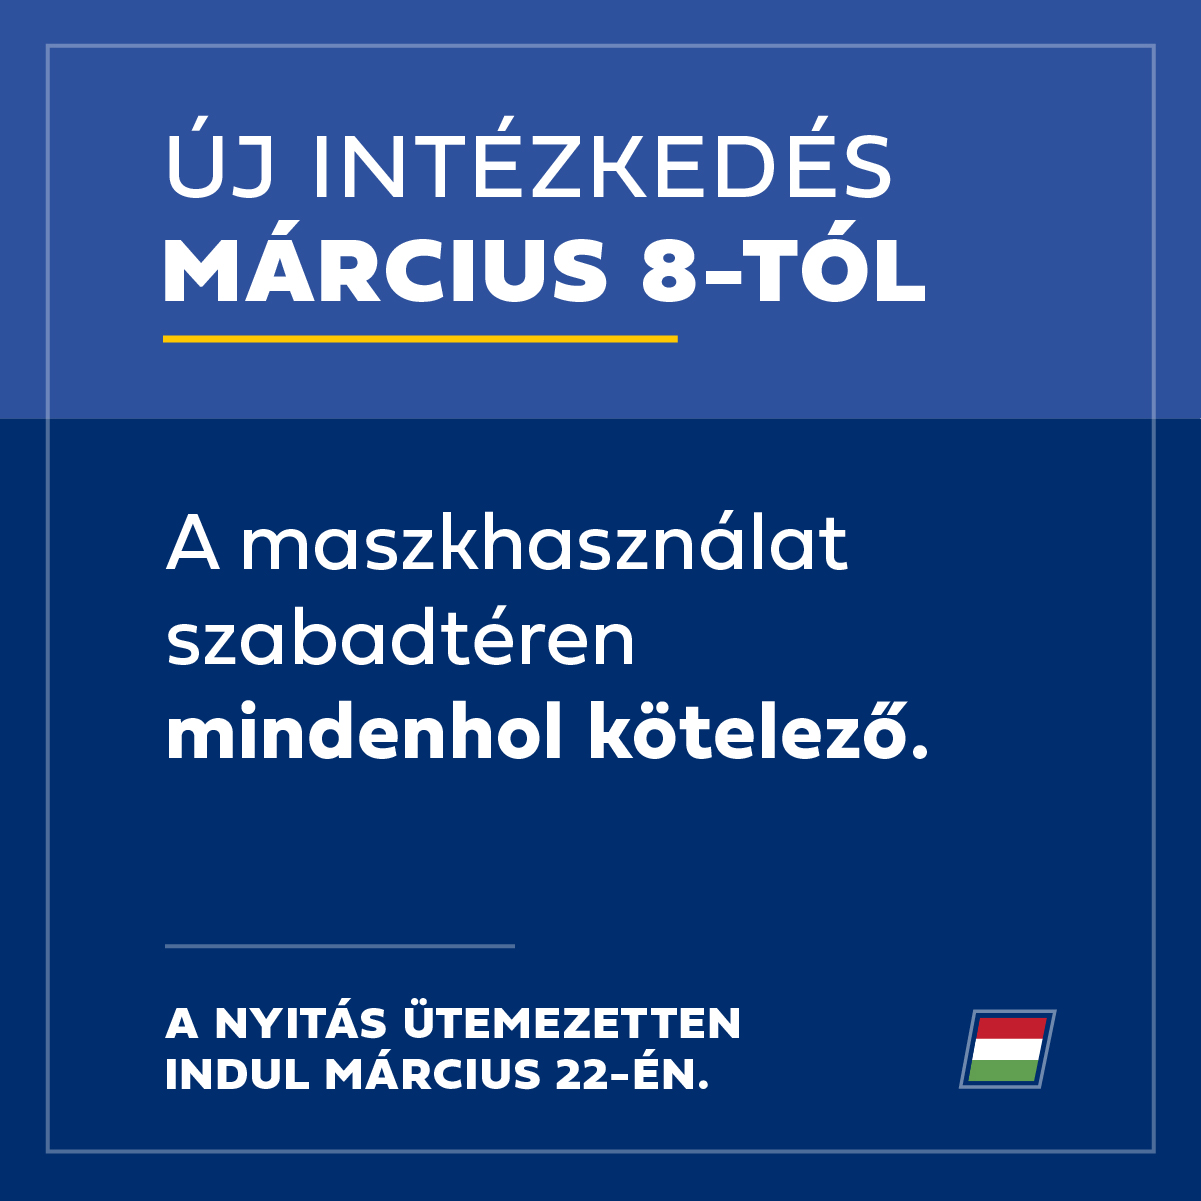 ÚJ INTÉZKEDÉS
MÁRCIUS 8-TÓL
A maszkhasználat
szabadtéren
mindenhol kötelező.
A NYITÁS ÜTEMEZETTEN
INDUL MÁRCIUS 22-ÉN.